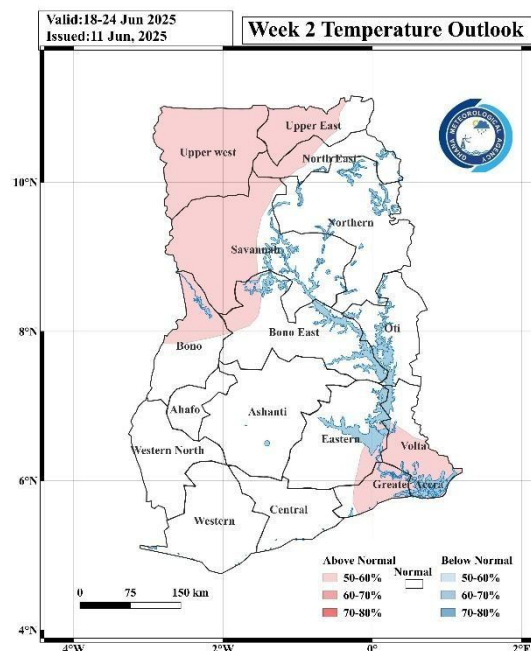 Valid:18-24 Jun 2025
Issued:11 Jun, 2025
Week 2 Temperature Outlook
GHANA METEOROLOGICAL AGENCY
Upper East
Upper west
North East
10°N
Northern
Savannah
8°N
Oti
Bono
Bono East
Ahafo
Ashanti
Eastern
Volta
Western North
6°N
Greater Accra
Central
Western
Above Normal
Below Normal
Normal
50-60%
50-60%
60-70%
60-70%
70-80%
70-80%
0 75 150 km
4°N
4°W
2°W
0°
2°E